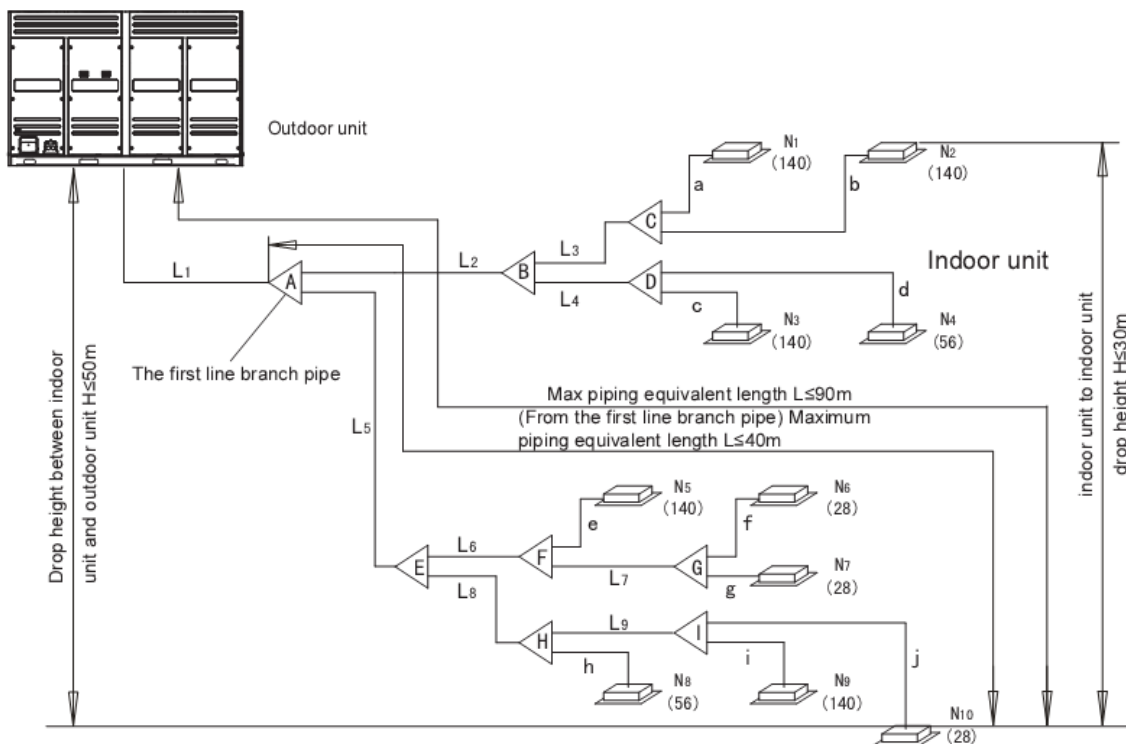 Outdoor unit
N1
(140)
N2
(140)
a
b
C
L3
L2
B
L1
A
Indoor unit
L4
D
d
c
N3
(140)
N4
(56)
The first line branch pipe
Max piping equivalent length L≤90m
(From the first line branch pipe) Maximum
piping equivalent length L≤40m
L5
Drop height between indoor
unit and outdoor unit H≤50m
indoor unit to indoor unit
drop height H≤30m
N5
(140)
N6
(28)
e
f
L6
F
E
L7
G
N7
(28)
g
L8
L9
I
H
h
i
j
N8
(56)
N9
(140)
N10
(28)